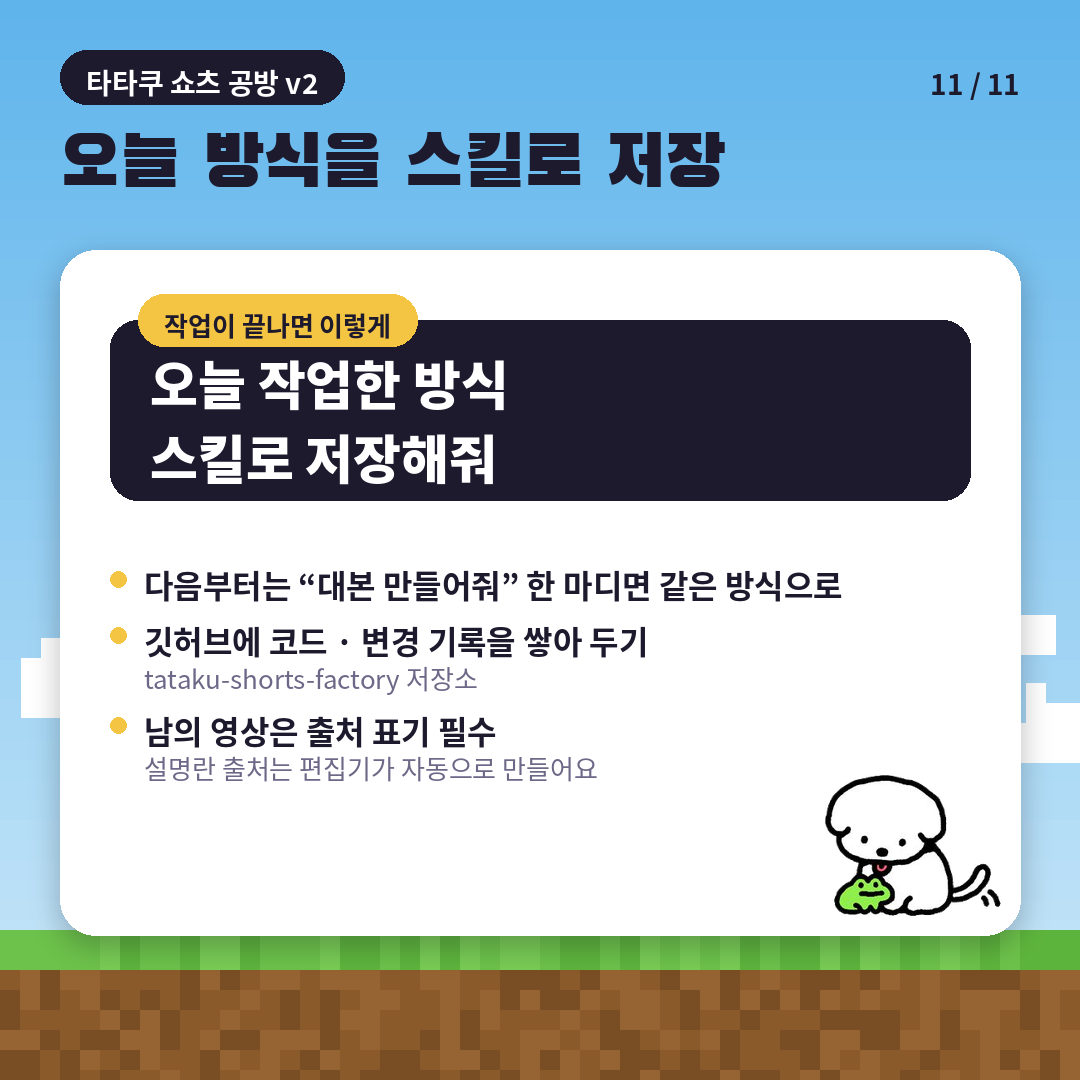 타타쿠 쇼츠 공방 v2
11 / 11
오늘 방식을 스킬로 저장
작업이 끝나면 이렇게
오늘 작업한 방식
스킬로 저장해줘
다음부터는 “대본 만들어줘” 한 마디면 같은 방식으로
깃허브에 코드 · 변경 기록을 쌓아 두기
tataku-shorts-factory 저장소
남의 영상은 출처 표기 필수
설명란 출처는 편집기가 자동으로 만들어요